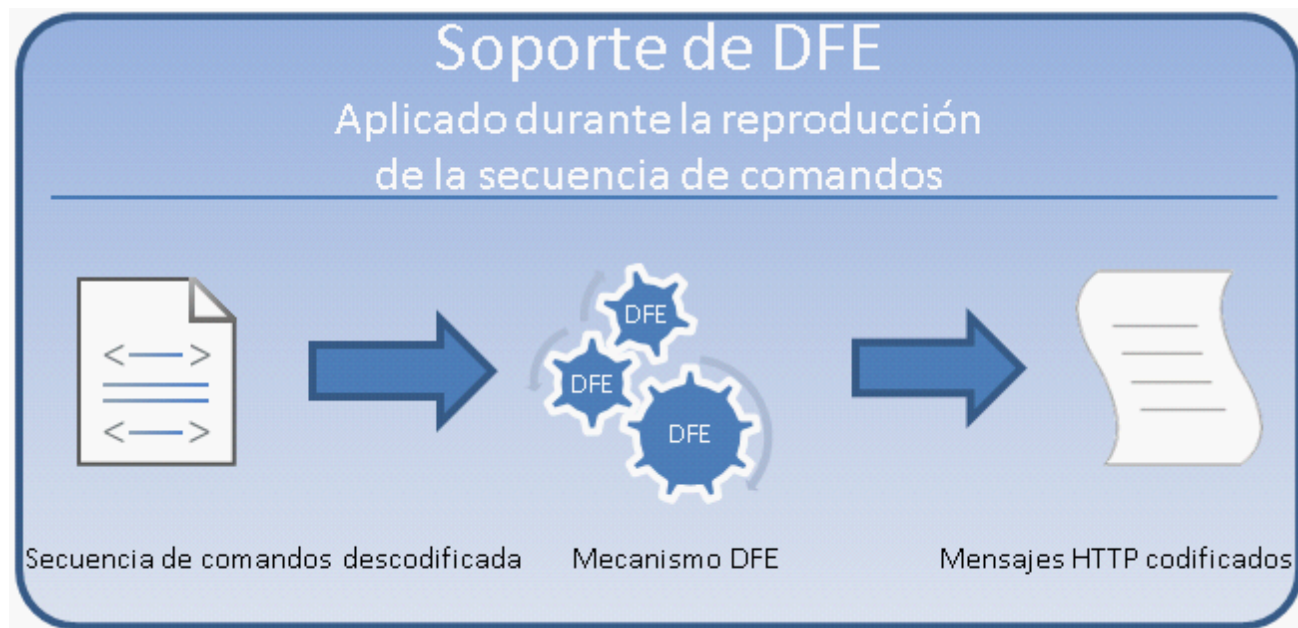 Soporte de DFE
Aplicado durante la reproducción
de la secuencia de comandos
DFE
DFE
DFE
Secuencia de comandos descodificada
Mecanismo DFE
Mensajes HTTP codificados